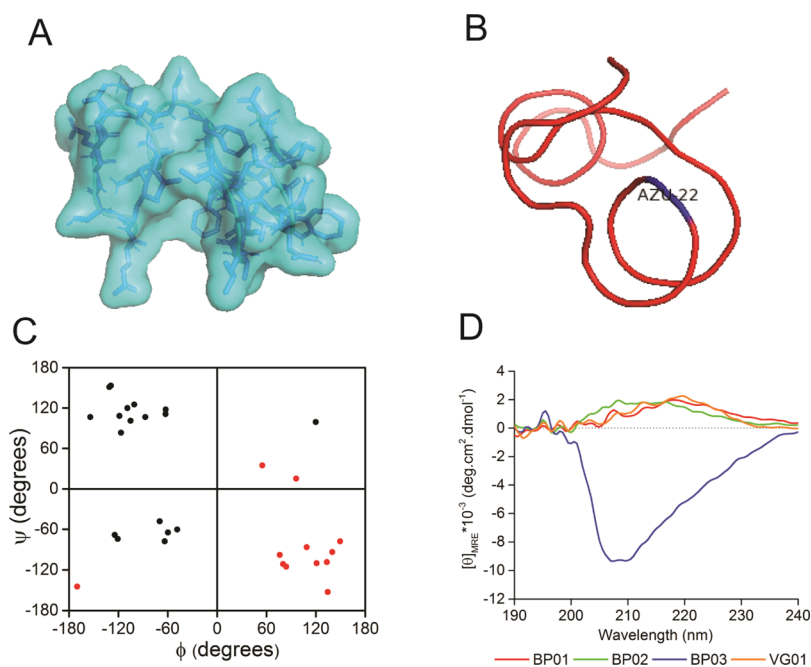 A
B
AZU-22
C
180
120
60
0
-60
-120
-180
ψ (degrees)
-180 -120 -60 0 60 120 180
ϕ (degrees)
D
4
2
0
-2
-4
-6
-8
-10
-12
[θ]MRE*10⁻³ (deg.cm².dmol⁻¹)
190 200 210 220 230 240
Wavelength (nm)
BP01 BP02 BP03 VG01